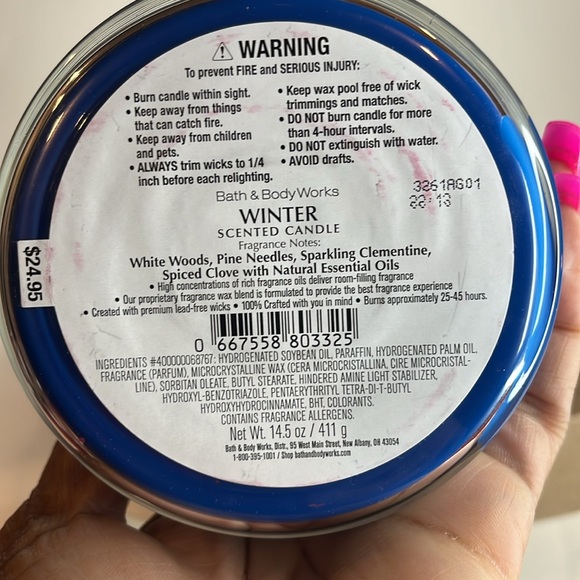 ⚠ WARNING
To prevent FIRE and SERIOUS INJURY:
• Burn candle within sight.
• Keep away from things
that can catch fire.
• Keep away from children
and pets.
• ALWAYS trim wicks to 1/4
inch before each relighting.
• Keep wax pool free of wick
trimmings and matches.
• DO NOT burn candle for more
than 4-hour intervals.
• DO NOT extinguish with water.
• AVOID drafts.
Bath & Body Works
3261AG01
22:13
WINTER
SCENTED CANDLE
Fragrance Notes:
White Woods, Pine Needles, Sparkling Clementine,
Spiced Clove with Natural Essential Oils
• High concentrations of rich fragrance oils deliver room-filling fragrance
• Our proprietary fragrance wax blend is formulated to provide the best fragrance experience
• Created with premium lead-free wicks • 100% Crafted with you in mind • Burns approximately 25-45 hours.
$24.95
0 667558 803325
INGREDIENTS #400000068767: HYDROGENATED SOYBEAN OIL, PARAFFIN, HYDROGENATED PALM OIL,
FRAGRANCE (PARFUM), MICROCRYSTALLINE WAX (CERA MICROCRISTALLINA, CIRE MICROCRISTAL-
LINE), SORBITAN OLEATE, BUTYL STEARATE, HINDERED AMINE LIGHT STABILIZER,
HYDROXYL-BENZOTRIAZOLE, PENTAERYTHRITYL TETRA-DI-T-BUTYL
HYDROXYHYDROCINNAMATE, BHT, COLORANTS.
CONTAINS FRAGRANCE ALLERGENS.
Net Wt. 14.5 oz / 411 g
Bath & Body Works, Distr., 95 West Main Street, New Albany, OH 43054
1-800-395-1001 / Shop bathandbodyworks.com